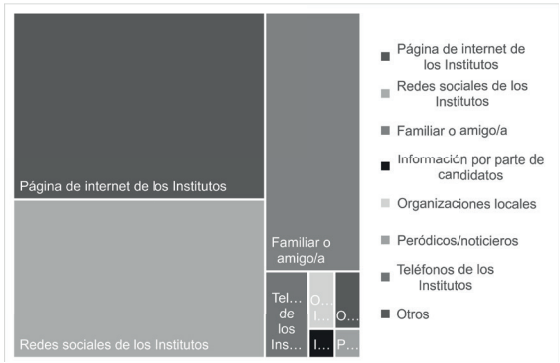 Página de internet de los Institutos
Redes sociales de los Institutos
Familiar o
amigo/a
Tel...
de
los
Ins...
O...
l...
O...
I...
P...
Página de internet de
los Institutos
Redes sociales de los
Institutos
Familiar o amigo/a
Información por parte de
candidatos
Organizaciones locales
Peródicos/noticieros
Teléfonos de los
Institutos
Otros